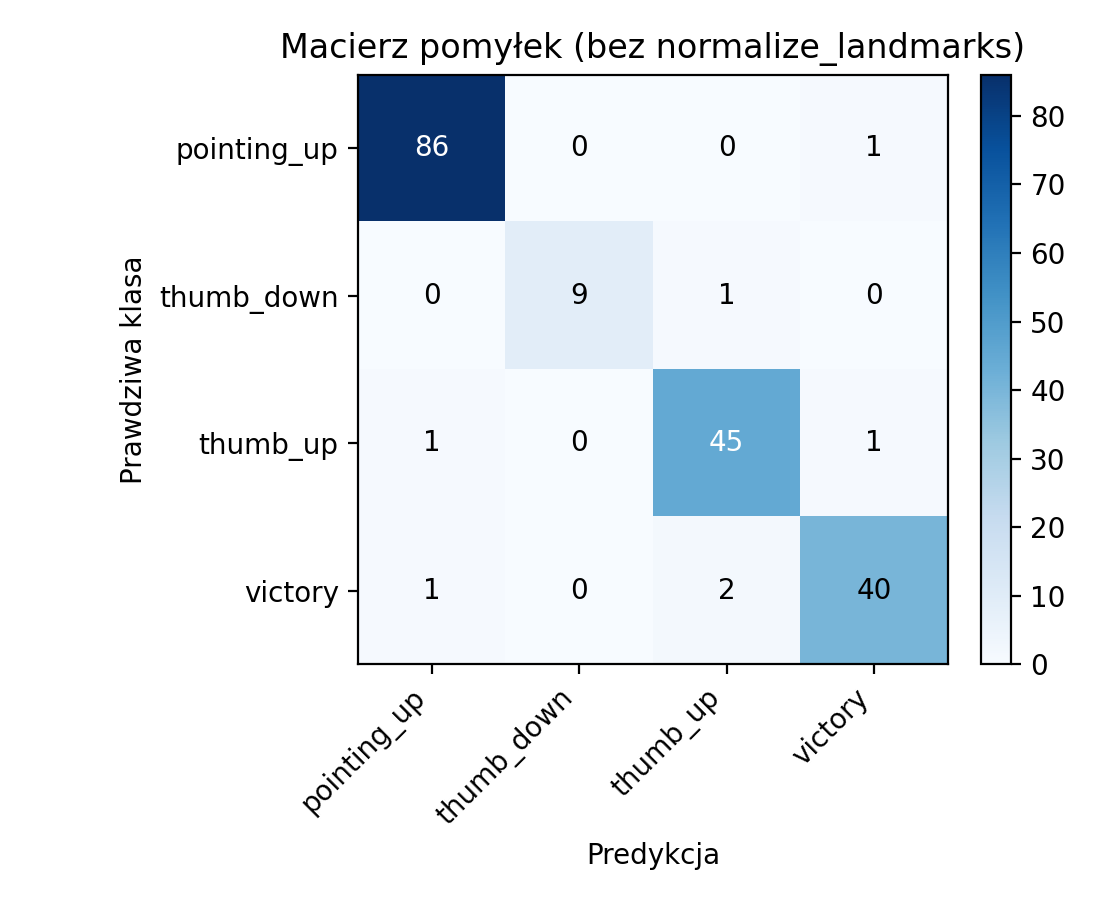 Macierz pomyłek (bez normalize_landmarks)
Prawdziwa klasa
pointing_up 86 0 0 1
thumb_down 0 9 1 0
thumb_up 1 0 45 1
victory 1 0 2 40
pointing_up thumb_down thumb_up victory
Predykcja
80
70
60
50
40
30
20
10
0